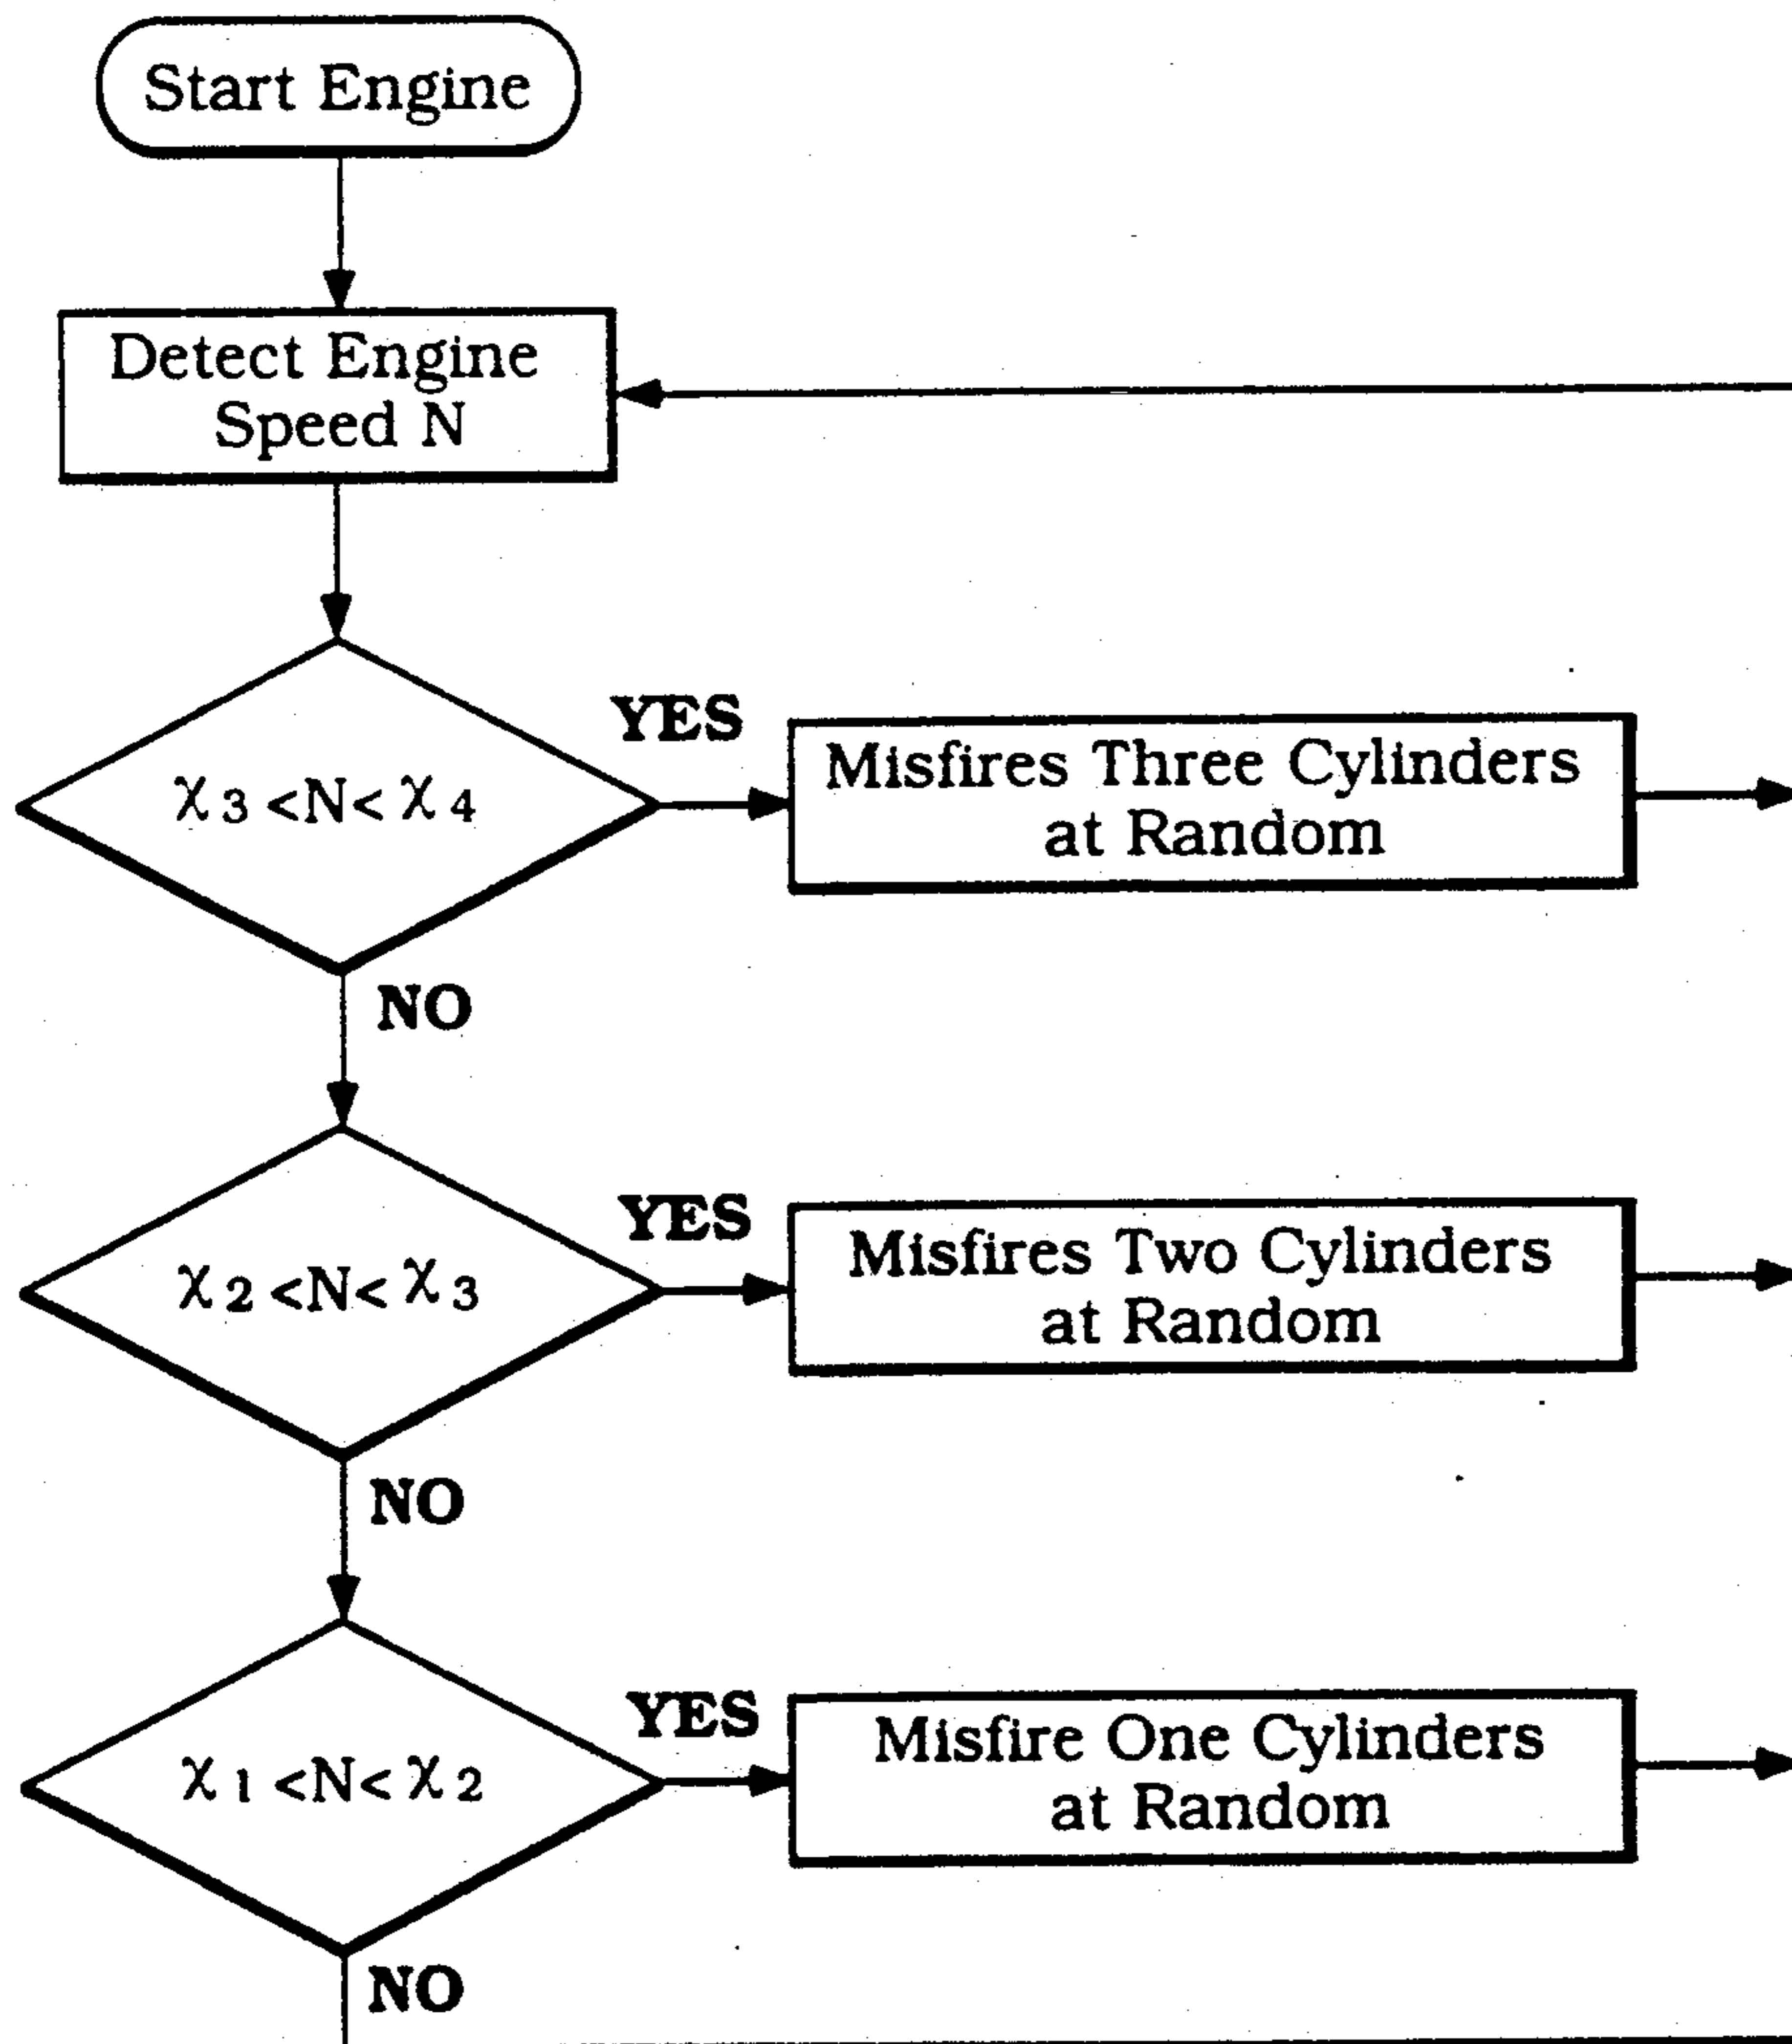 Start Engine
Detect Engine
Speed N
YES
Misfires Three Cylinders
at Random
χ3 <N< χ4
NO
YES
Misfires Two Cylinders
at Random
χ2 <N< χ3
NO
YES
Misfire One Cylinders
at Random
χ1 <N< χ2
NO